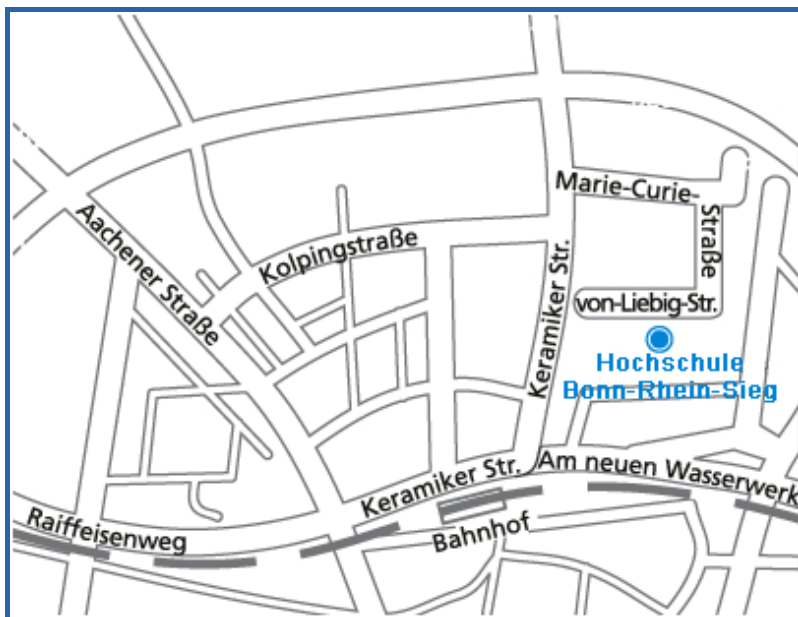 Marie-Curie-
Straße
Aachener Straße
Kolpingstraße
Keramiker Str.
von-Liebig-Str.
Hochschule
Bonn-Rhein-Sieg
Keramiker Str.
Am neuen Wasserwerk
Raiffeisenweg
Bahnhof